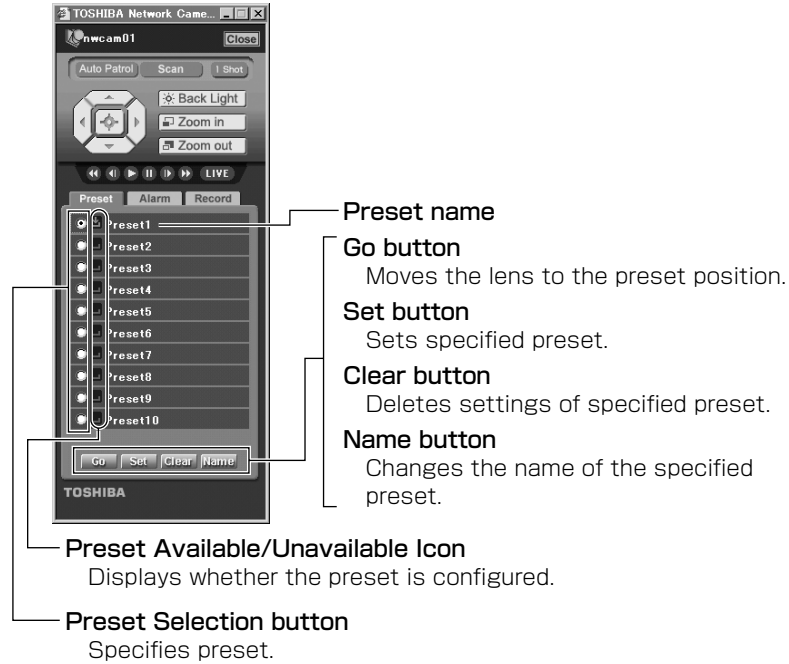 TOSHIBA Network Came...
nwcam01 Close
Auto Patrol Scan 1 Shot
Back Light
Zoom in
Zoom out
LIVE
Preset Alarm Record
Preset1
Preset2
Preset3
Preset4
Preset5
Preset6
Preset7
Preset8
Preset9
Preset10
Go Set Clear Name
TOSHIBA
Preset name
Go button
Moves the lens to the preset position.
Set button
Sets specified preset.
Clear button
Deletes settings of specified preset.
Name button
Changes the name of the specified
preset.
Preset Available/Unavailable Icon
Displays whether the preset is configured.
Preset Selection button
Specifies preset.